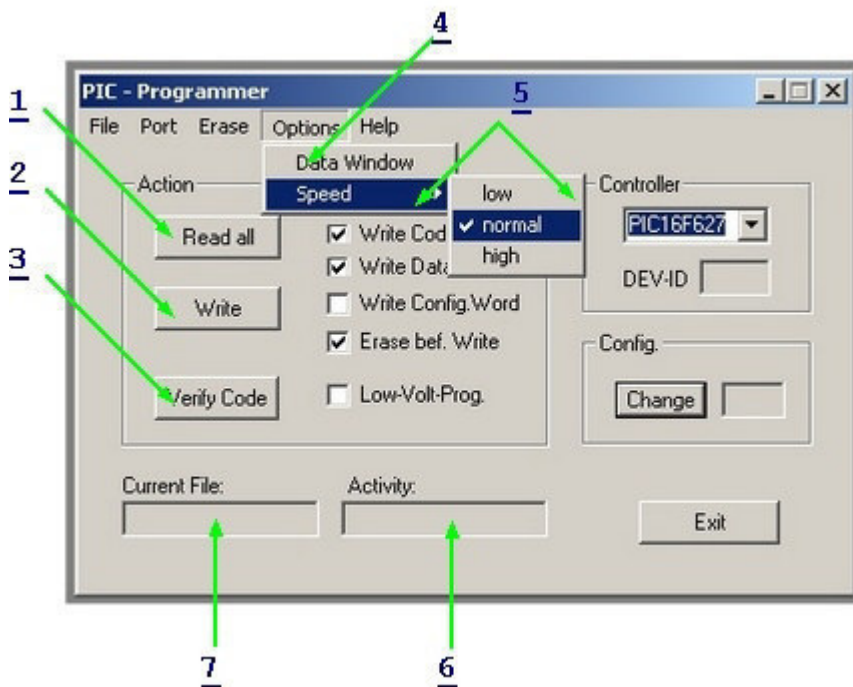 4
PIC - Programmer
5
1
File Port Erase Options Help
Data Window
2
Action
Speed
low
Controller
Read all
Write Cod
normal
PIC16F627
3
Write Data
high
DEV-ID
Write
Write Config.Word
Erase bef. Write
Config.
Verify Code
Low-Volt-Prog.
Change
Current File:
Activity:
Exit
7
6